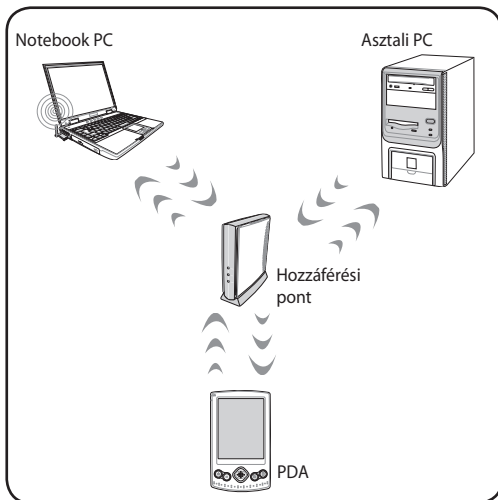 Notebook PC
Asztali PC
Hozzáférési
pont
PDA